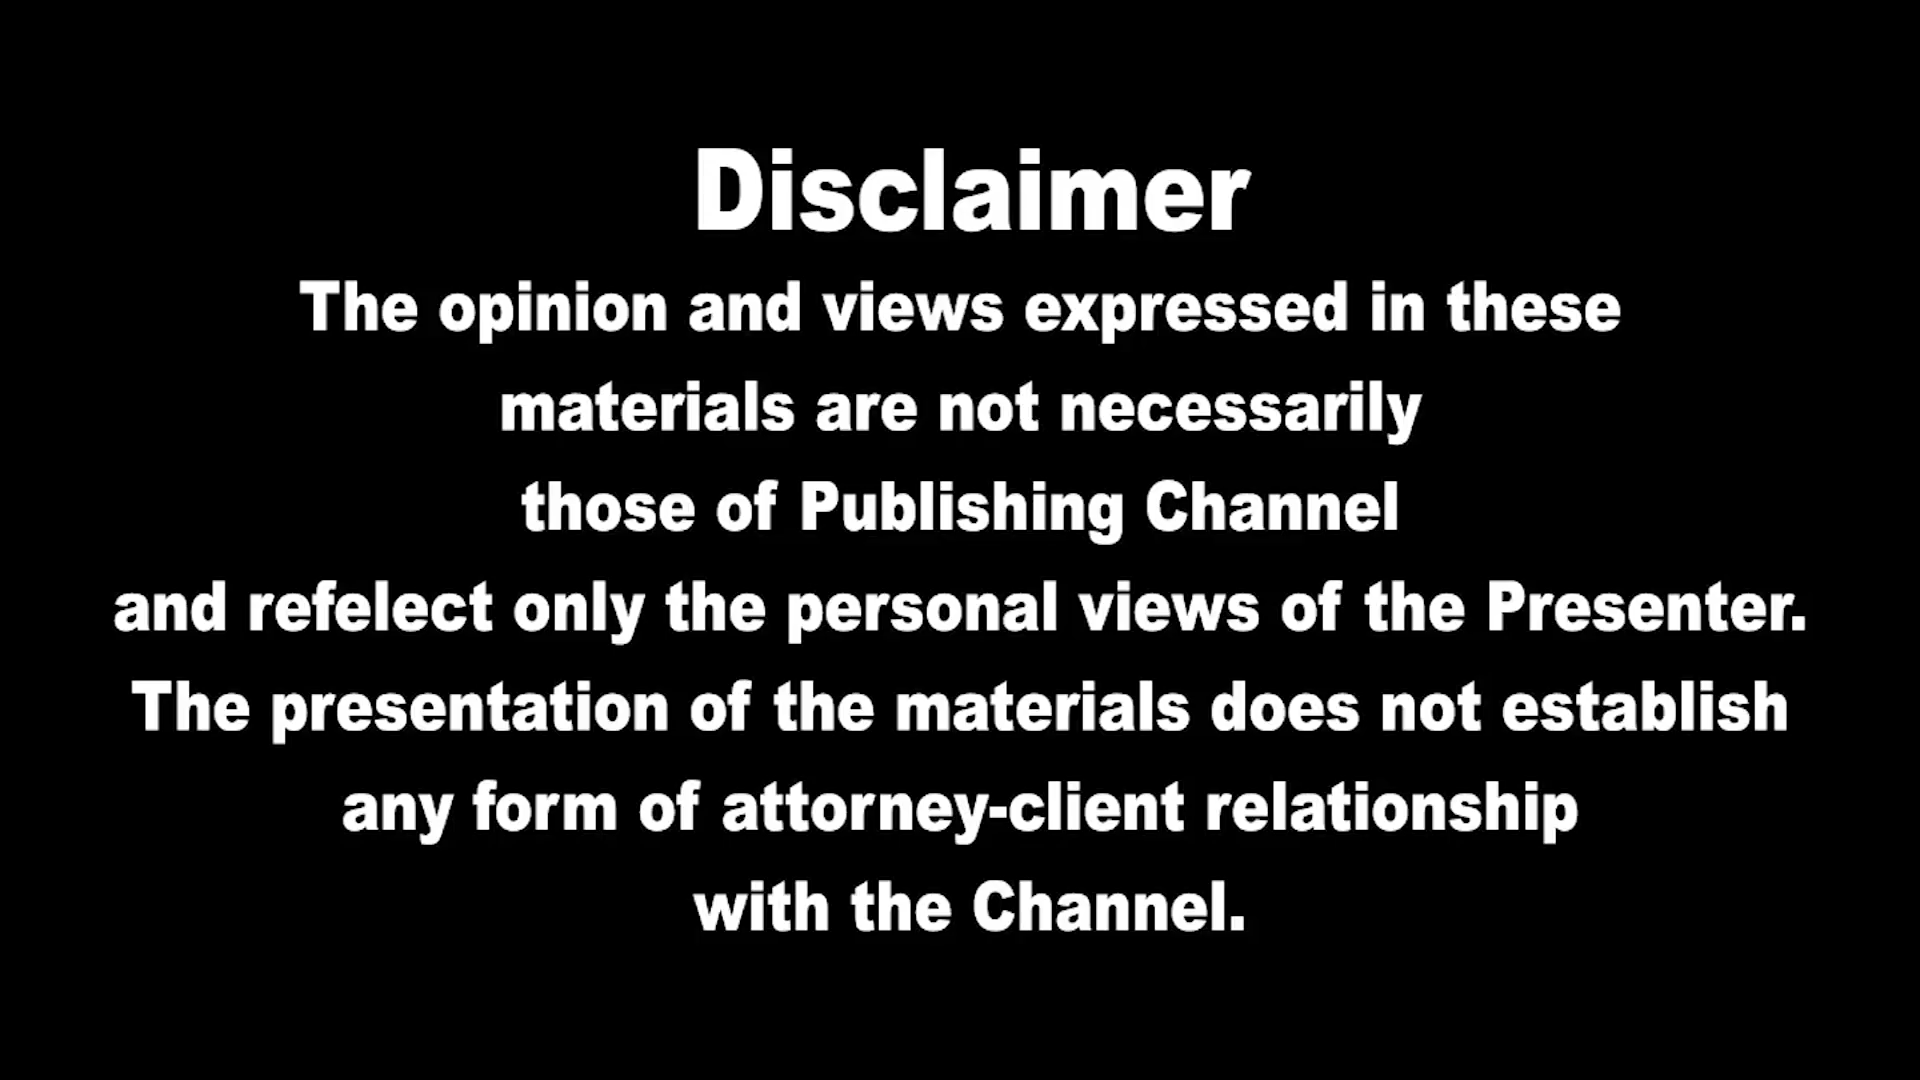 Disclaimer
The opinion and views expressed in these
materials are not necessarily
those of Publishing Channel
and refelect only the personal views of the Presenter.
The presentation of the materials does not establish
any form of attorney-client relationship
with the Channel.